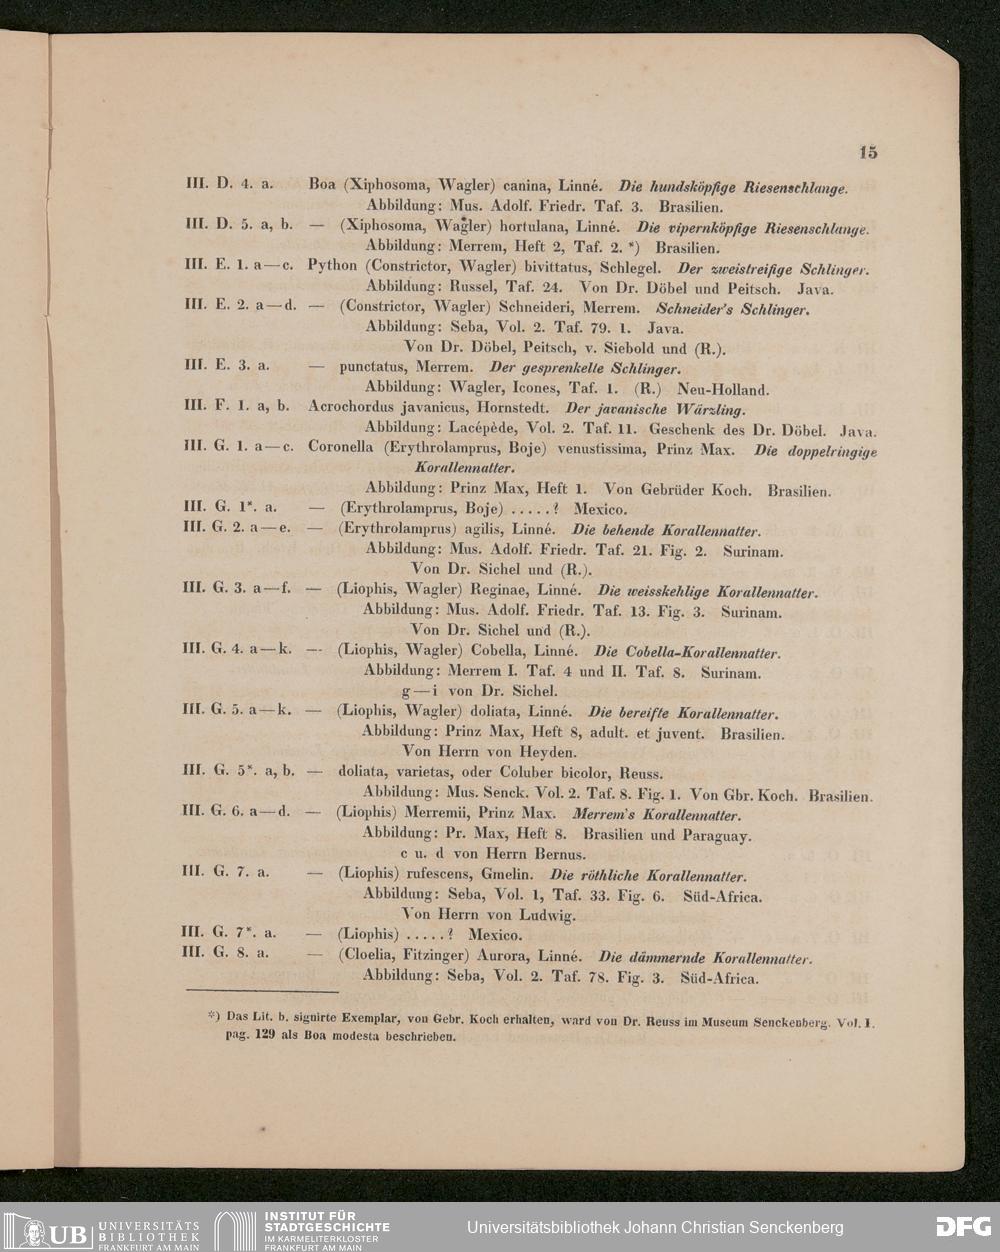 15
III. D. 4. a. Boa (Xiphosoma, Wagler) canina, Linné. Die hundsköpfige Riesenschlange.
Abbildung: Mus. Adolf. Friedr. Taf. 3. Brasilien.
III. D. 5. a, b. — (Xiphosoma, Wagler) hortulana, Linné. Die vipernköpfige Riesenschlange.
Abbildung: Merrem, Heft 2, Taf. 2. *) Brasilien.
III. E. 1. a—c. Python (Constrictor, Wagler) bivittatus, Schlegel. Der zweistreifige Schlinger.
Abbildung: Russel, Taf. 24. Von Dr. Döbel und Peitsch. Java.
III. E. 2. a—d. — (Constrictor, Wagler) Schneideri, Merrem. Schneider's Schlinger.
Abbildung: Seba, Vol. 2. Taf. 79. 1. Java.
Von Dr. Döbel, Peitsch, v. Siebold und (R.).
III. E. 3. a. — punctatus, Merrem. Der gesprenkelte Schlinger.
Abbildung: Wagler, Icones, Taf. 1. (R.) Neu-Holland.
III. F. 1. a, b. Acrochordus javanicus, Hornstedt. Der javanische Wärzling.
Abbildung: Lacépède, Vol. 2. Taf. 11. Geschenk des Dr. Döbel. Java.
III. G. 1. a—c. Coronella (Erythrolamprus, Boje) venustissima, Prinz Max. Die doppelringige
Korallennatter.
Abbildung: Prinz Max, Heft 1. Von Gebrüder Koch. Brasilien.
III. G. 1*. a. — (Erythrolamprus, Boje) . . . . . ? Mexico.
III. G. 2. a—e. — (Erythrolamprus) agilis, Linné. Die behende Korallennatter.
Abbildung: Mus. Adolf. Friedr. Taf. 21. Fig. 2. Surinam.
Von Dr. Sichel und (R.).
III. G. 3. a—f. — (Liophis, Wagler) Reginae, Linné. Die weisskehlige Korallennatter.
Abbildung: Mus. Adolf. Friedr. Taf. 13. Fig. 3. Surinam.
Von Dr. Sichel und (R.).
III. G. 4. a—k. — (Liophis, Wagler) Cobella, Linné. Die Cobella-Korallennatter.
Abbildung: Merrem I. Taf. 4 und II. Taf. 8. Surinam.
g—i von Dr. Sichel.
III. G. 5. a—k. — (Liophis, Wagler) doliata, Linné. Die bereifte Korallennatter.
Abbildung: Prinz Max, Heft 8, adult. et juvent. Brasilien.
Von Herrn von Heyden.
III. G. 5*. a, b. — doliata, varietas, oder Coluber bicolor, Reuss.
Abbildung: Mus. Senck. Vol. 2. Taf. 8. Fig. 1. Von Gbr. Koch. Brasilien.
III. G. 6. a—d. — (Liophis) Merremii, Prinz Max. Merrem's Korallennatter.
Abbildung: Pr. Max, Heft 8. Brasilien und Paraguay.
c u. d von Herrn Bernus.
III. G. 7. a. — (Liophis) rufescens, Gmelin. Die röthliche Korallennatter.
Abbildung: Seba, Vol. 1, Taf. 33. Fig. 6. Süd-Africa.
Von Herrn von Ludwig.
III. G. 7*. a. — (Liophis) . . . . . ? Mexico.
III. G. 8. a. — (Cloelia, Fitzinger) Aurora, Linné. Die dämmernde Korallennatter.
Abbildung: Seba, Vol. 2. Taf. 78. Fig. 3. Süd-Africa.
*) Das Lit. b. signirte Exemplar, von Gebr. Koch erhalten, ward von Dr. Reuss im Museum Senckenberg. Vol. I.
pag. 129 als Boa modesta beschrieben.
UB UNIVERSITÄTS
BIBLIOTHEK
FRANKFURT AM MAIN
INSTITUT FÜR
STADTGESCHICHTE
IM KARMELITERKLOSTER
FRANKFURT AM MAIN
Universitätsbibliothek Johann Christian Senckenberg
DFG